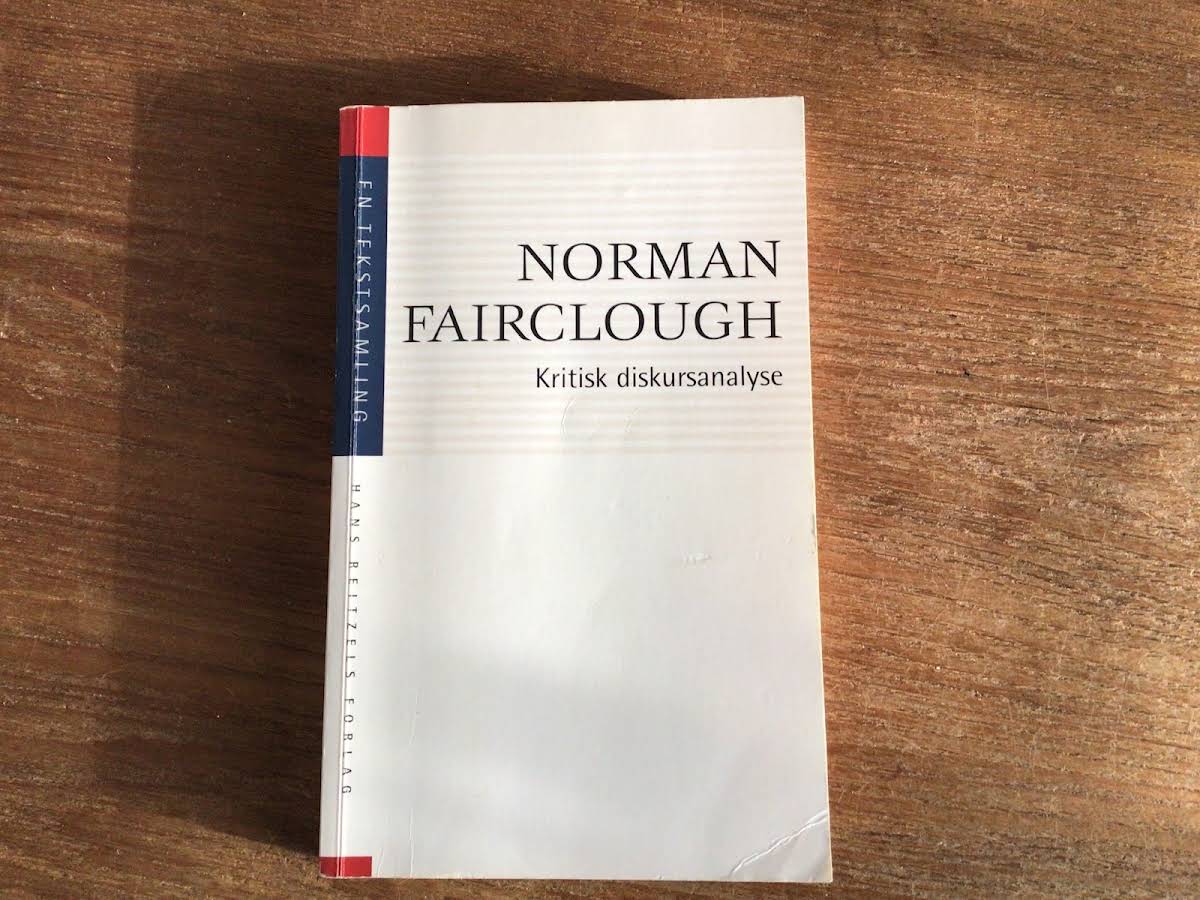 NORMAN
FAIRCLOUGH
Kritisk diskursanalyse
EN TEKSTSAMLING
HANS REITZELS FORLAG